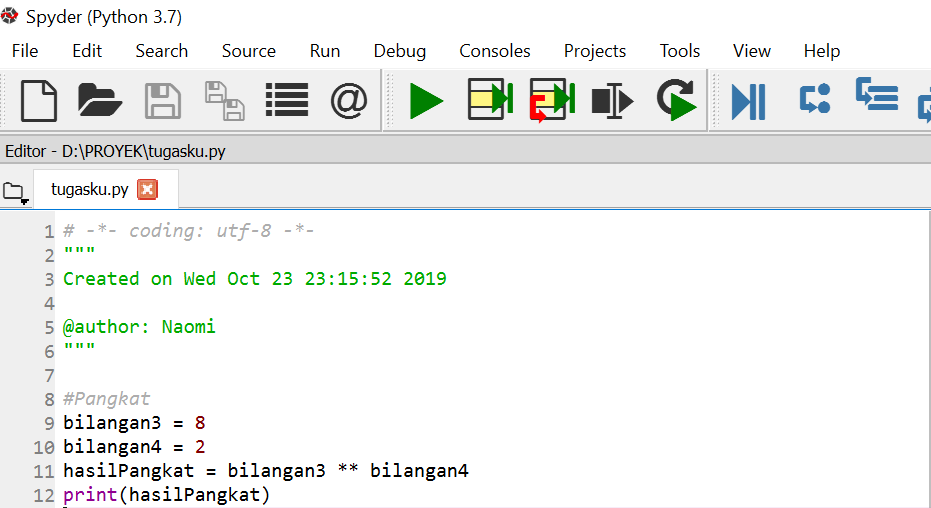 Spyder (Python 3.7)
File Edit Search Source Run Debug Consoles Projects Tools View Help
@
Editor - D:\PROYEK\tugasku.py
tugasku.py
1 # -*- coding: utf-8 -*-
2 """
3 Created on Wed Oct 23 23:15:52 2019
4
5 @author: Naomi
6 """
7
8 #Pangkat
9 bilangan3 = 8
10 bilangan4 = 2
11 hasilPangkat = bilangan3 ** bilangan4
12 print(hasilPangkat)